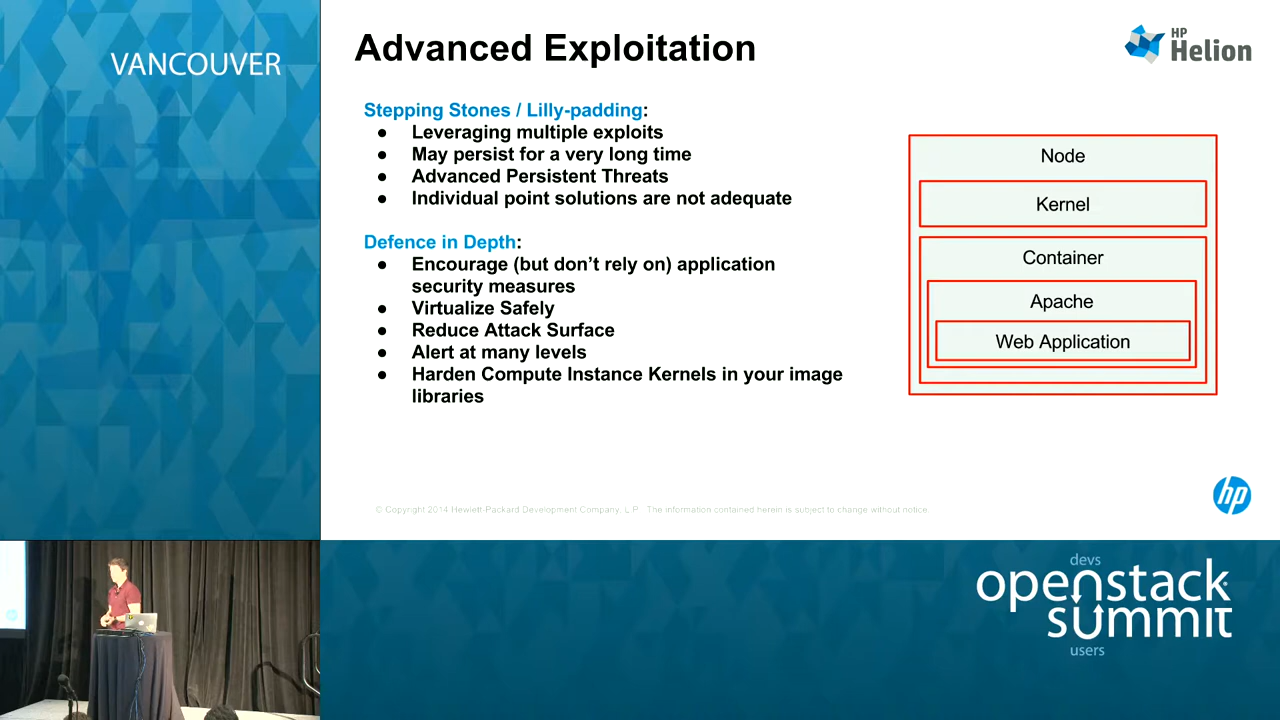 VANCOUVER
Advanced Exploitation
HP
Helion
Stepping Stones / Lilly-padding:
● Leveraging multiple exploits
● May persist for a very long time
● Advanced Persistent Threats
● Individual point solutions are not adequate
Defence in Depth:
● Encourage (but don't rely on) application
security measures
● Virtualize Safely
● Reduce Attack Surface
● Alert at many levels
● Harden Compute Instance Kernels in your image
libraries
Node
Kernel
Container
Apache
Web Application
© Copyright 2014 Hewlett-Packard Development Company, L.P. The information contained herein is subject to change without notice.
hp
devs
openstack
summit
users